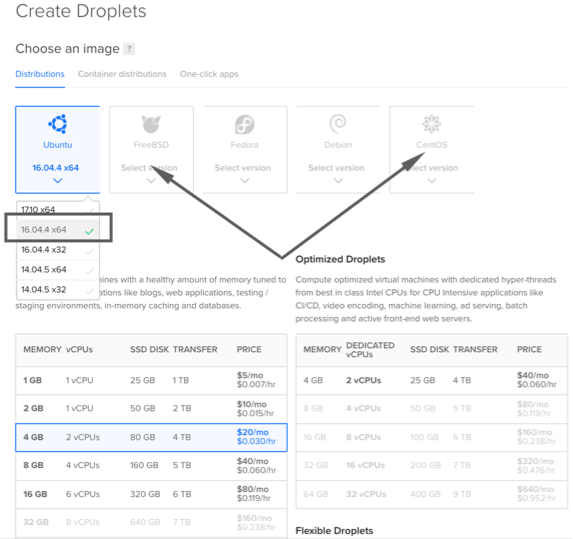 Create Droplets
Choose an image ?
Distributions Container distributions One-click apps
Ubuntu FreeBSD Fedora Debian CentOS
16.04.4 x64 Select version Select version Select version Select version
17.10 x64
16.04.4 x64
16.04.4 x32
14.04.5 x64
14.04.5 x32
Optimized Droplets
hines with a healthy amount of memory tuned to
ations like blogs, web applications, testing /
staging environments, in-memory caching and databases.
Compute optimized virtual machines with dedicated hyper-threads
from best in class Intel CPUs for CPU Intensive applications like
CI/CD, video encoding, machine learning, ad serving, batch
processing and active front-end web servers.
MEMORY vCPUs SSD DISK TRANSFER PRICE
1 GB 1 vCPU 25 GB 1 TB $5/mo
$0.007/hr
2 GB 1 vCPU 50 GB 2 TB $10/mo
$0.015/hr
4 GB 2 vCPUs 80 GB 4 TB $20/mo
$0.030/hr
8 GB 4 vCPUs 160 GB 5 TB $40/mo
$0.060/hr
16 GB 6 vCPUs 320 GB 6 TB $80/mo
$0.119/hr
32 GB 8 vCPUs 640 GB 7 TB $160/mo
$0.238/hr
MEMORY DEDICATED vCPUs SSD DISK TRANSFER PRICE
4 GB 2 vCPUs 25 GB 4 TB $40/mo
$0.060/hr
8 GB 4 vCPUs 50 GB 5 TB $80/mo
$0.119/hr
16 GB 8 vCPUs 100 GB 6 TB $160/mo
$0.238/hr
32 GB 16 vCPUs 200 GB 7 TB $320/mo
$0.476/hr
64 GB 32 vCPUs 400 GB 9 TB $640/mo
$0.952/hr
Flexible Droplets